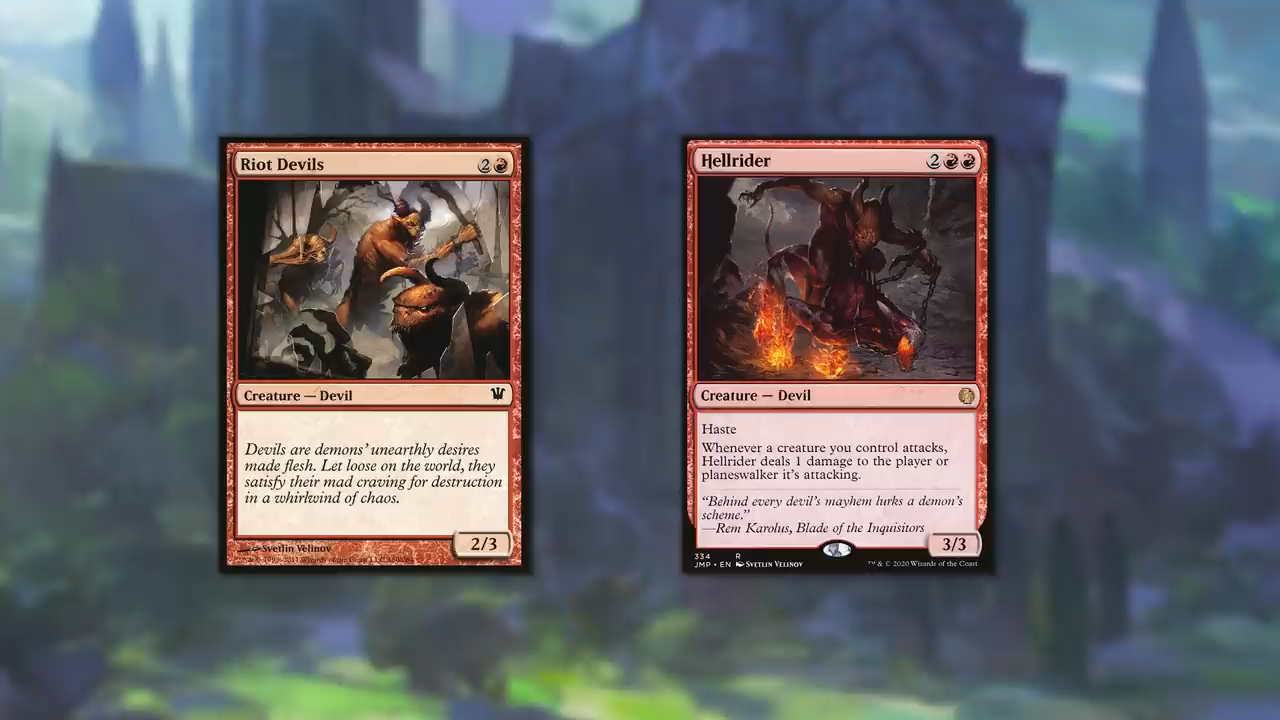 Riot Devils
2
Creature — Devil
Devils are demons’ unearthly desires
made flesh. Let loose on the world, they
satisfy their mad craving for destruction
in a whirlwind of chaos.
2/3
Svetlin Velinov
Hellrider
2
Creature — Devil
Haste
Whenever a creature you control attacks,
Hellrider deals 1 damage to the player or
planeswalker it’s attacking.
“Behind every devil’s mayhem lurks a demon’s
scheme.”
—Rem Karolus, Blade of the Inquisitors
3/3
334 R
JMP • EN Svetlin Velinov
™ & © 2020 Wizards of the Coast